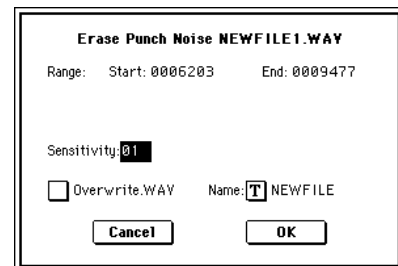 Erase Punch Noise NEWFILE1.WAV
Range: Start: 0006203 End: 0009477
Sensitivity: 01
Overwrite.WAV Name: T NEWFILE
Cancel OK